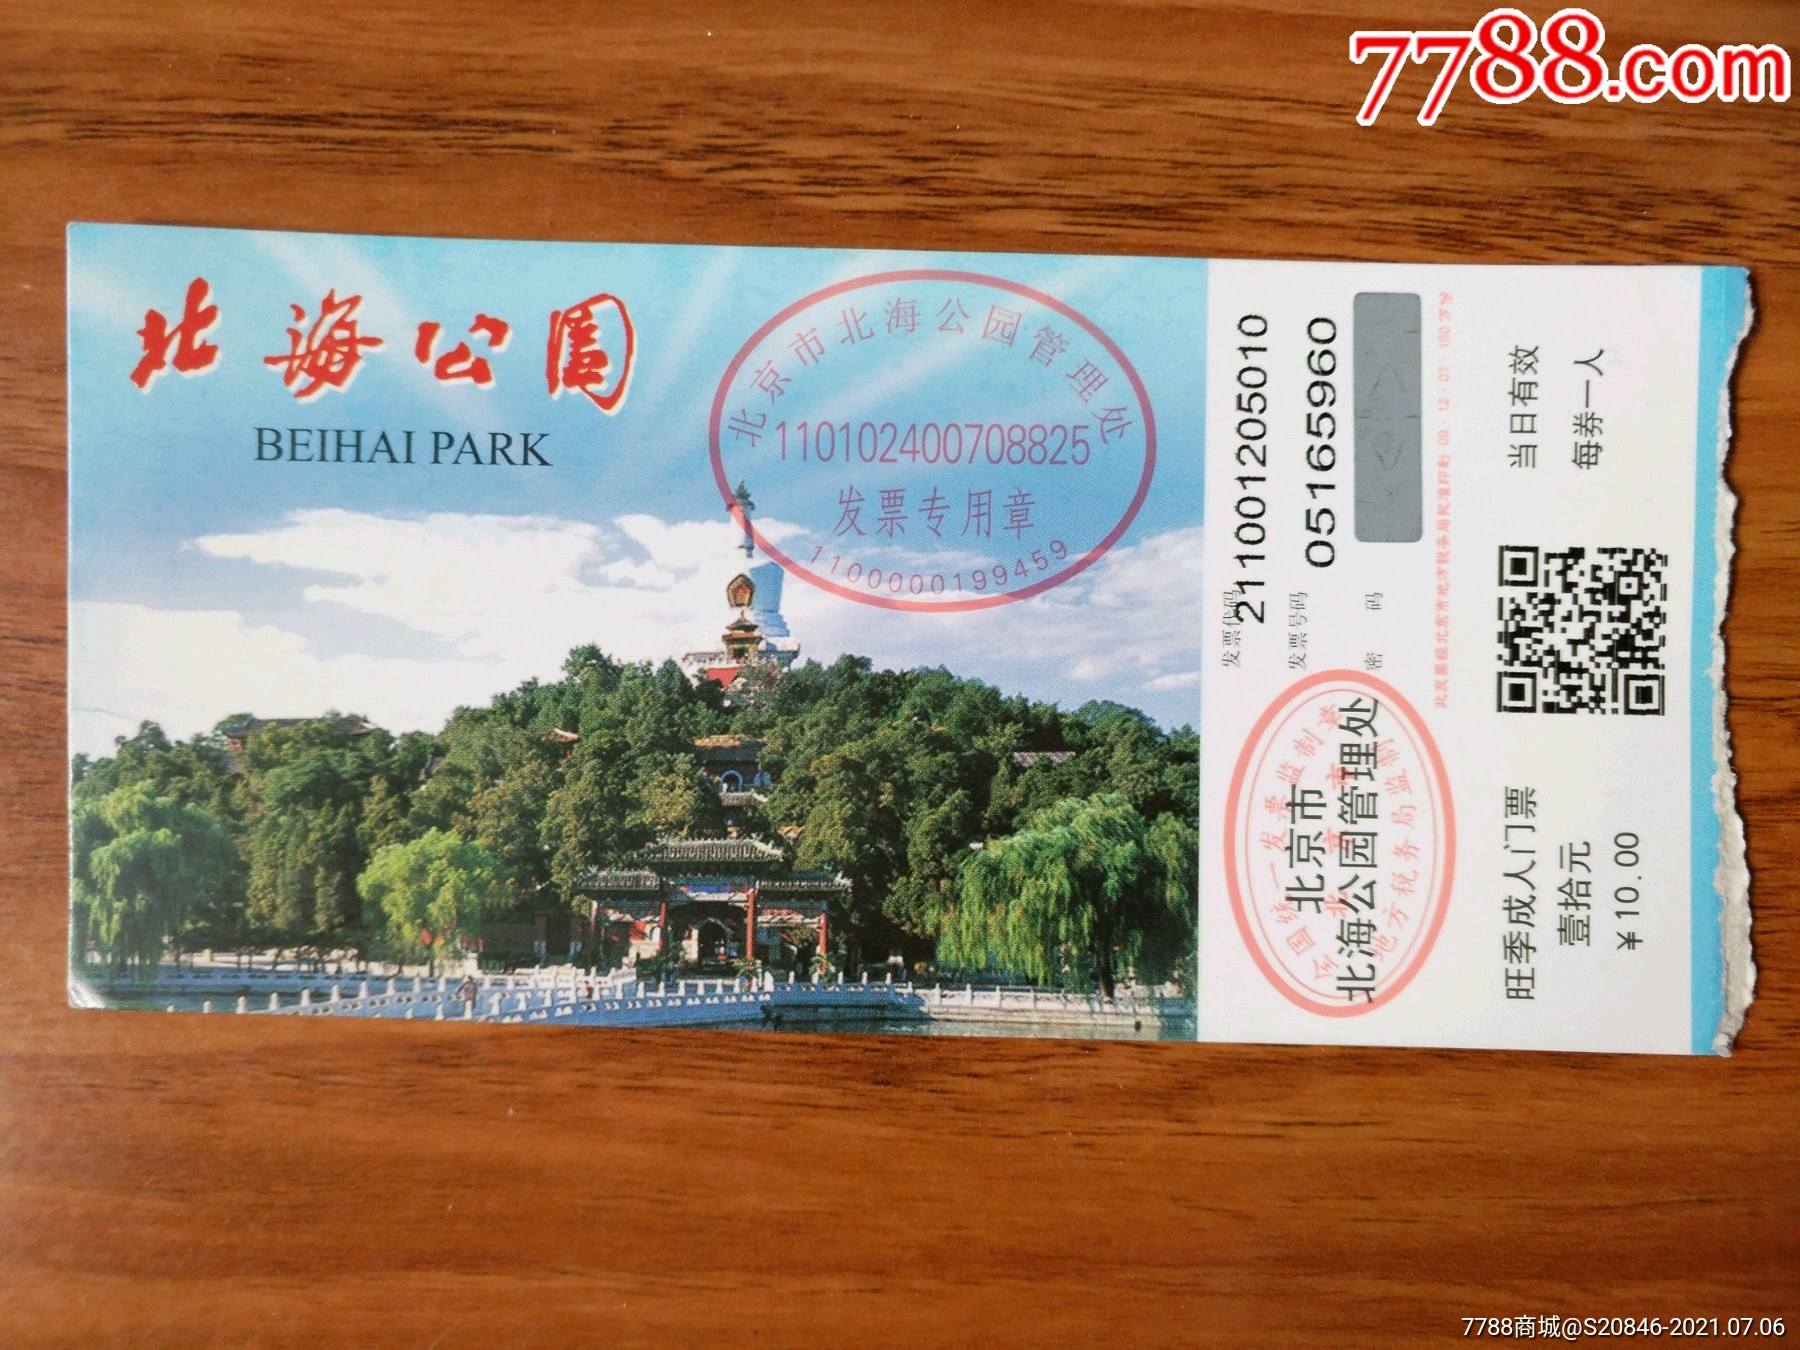 7788.com
北海公園
BEIHAI PARK
北京市北海公园管理处
110102400708825
发票专用章
1100000199459
发票代码
211001205010
发票号码
05165960
密 码
全国统一发票监制章
北京市
地方税务局监制
北京市
北海公园管理处
当日有效
每券一人
旺季成人门票
壹拾元
￥10.00
7788商城@S20846-2021.07.06